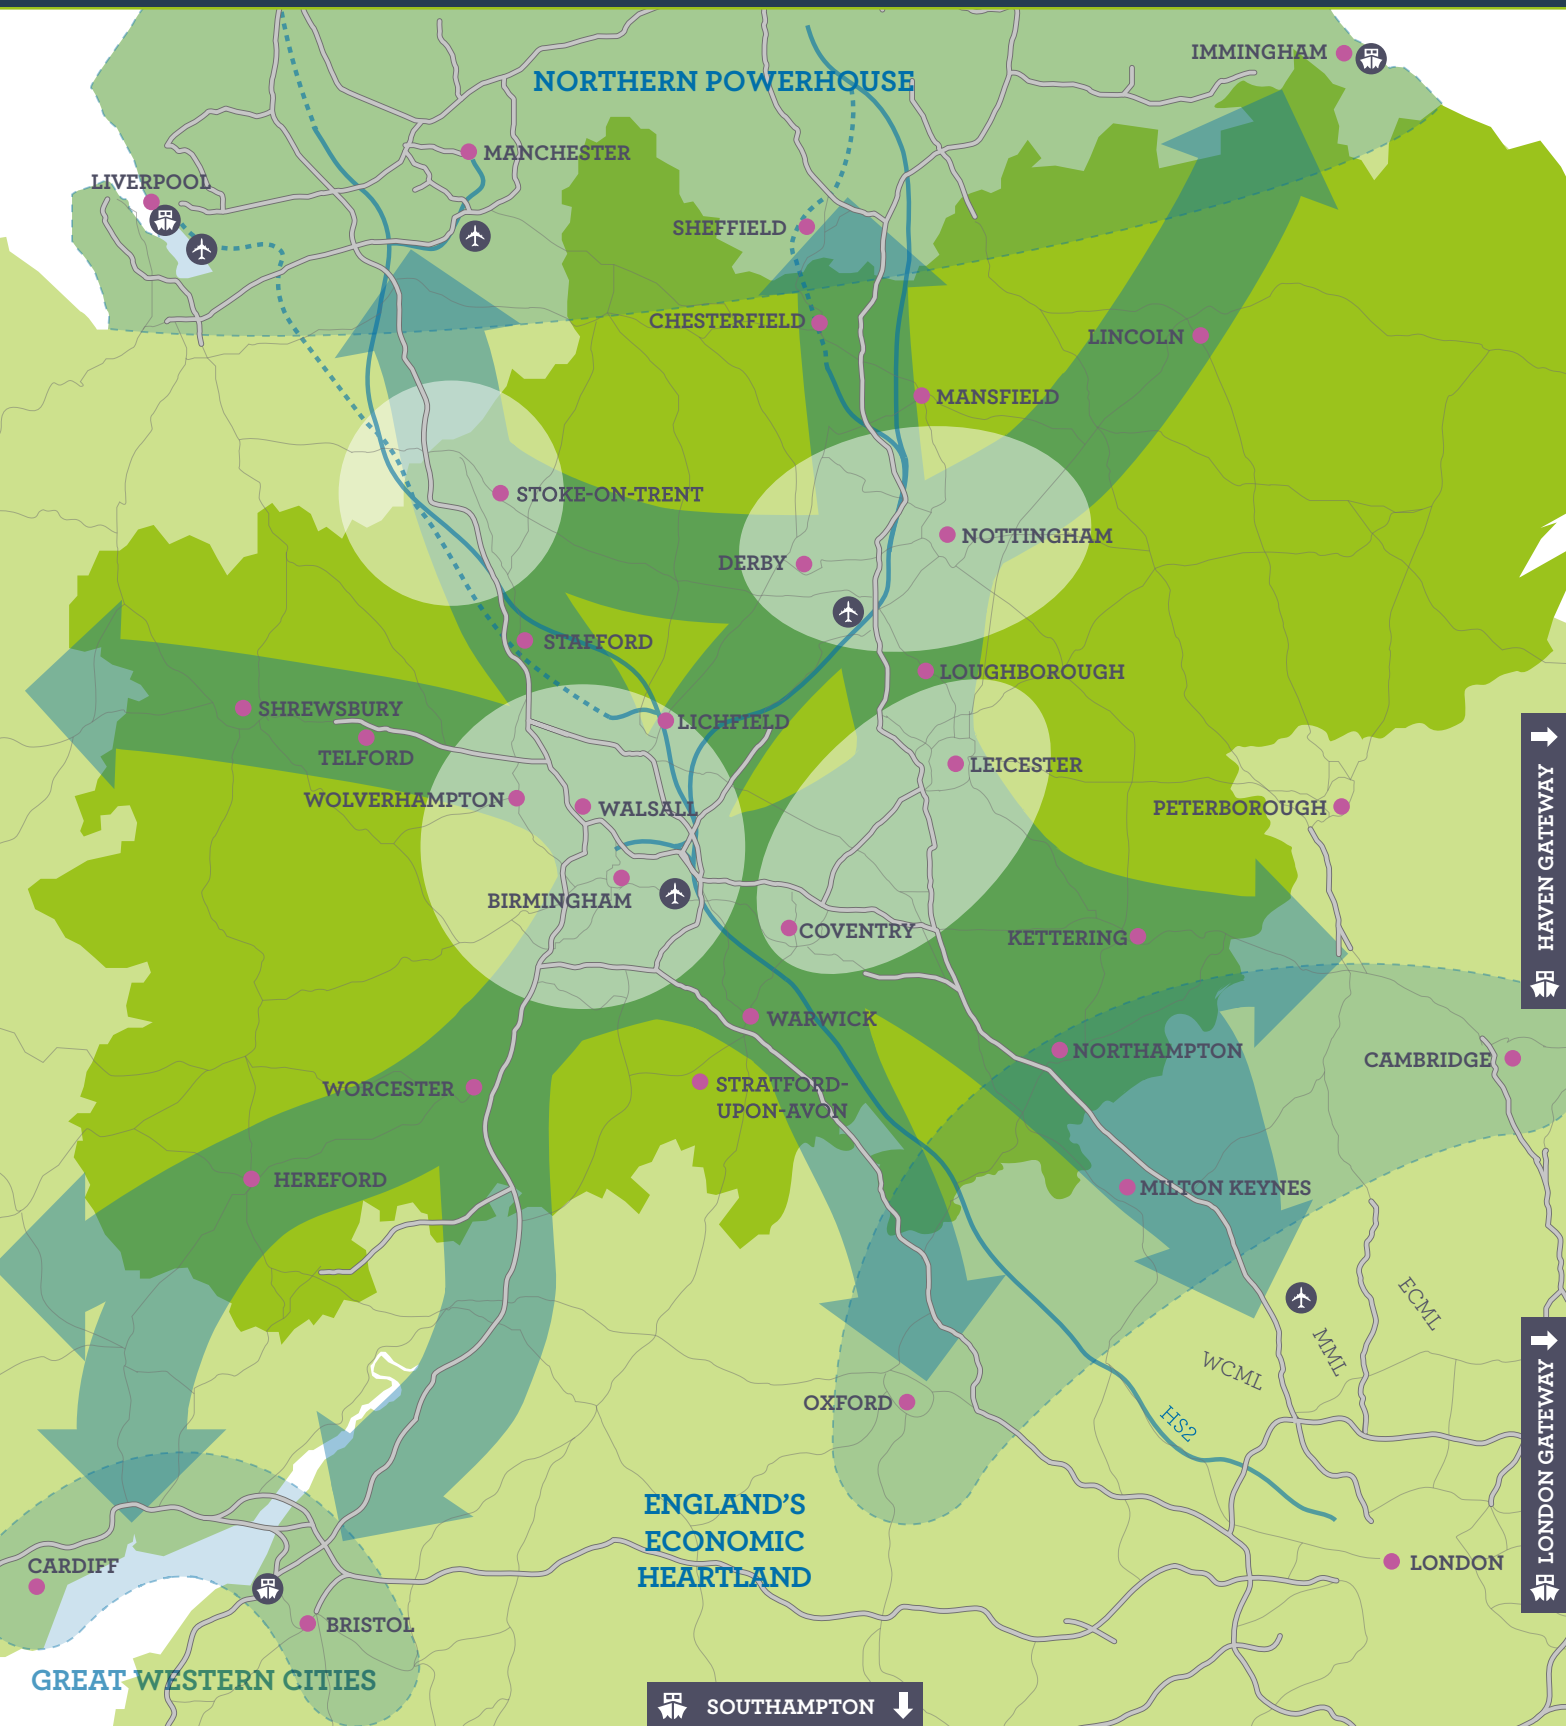 IMMINGHAM
NORTHERN POWERHOUSE
MANCHESTER
LIVERPOOL
SHEFFIELD
CHESTERFIELD
LINCOLN
MANSFIELD
STOKE-ON-TRENT
NOTTINGHAM
DERBY
STAFFORD
LOUGHBOROUGH
SHREWSBURY
LICHFIELD
TELFORD
LEICESTER
WOLVERHAMPTON
WALSALL
PETERBOROUGH
HAVEN GATEWAY
BIRMINGHAM
COVENTRY
KETTERING
WARWICK
NORTHAMPTON
CAMBRIDGE
WORCESTER
STRATFORD-
UPON-AVON
HEREFORD
MILTON KEYNES
ECML
MML
WCML
OXFORD
HS2
LONDON GATEWAY
ENGLAND'S
ECONOMIC
HEARTLAND
CARDIFF
LONDON
BRISTOL
GREAT WESTERN CITIES
SOUTHAMPTON